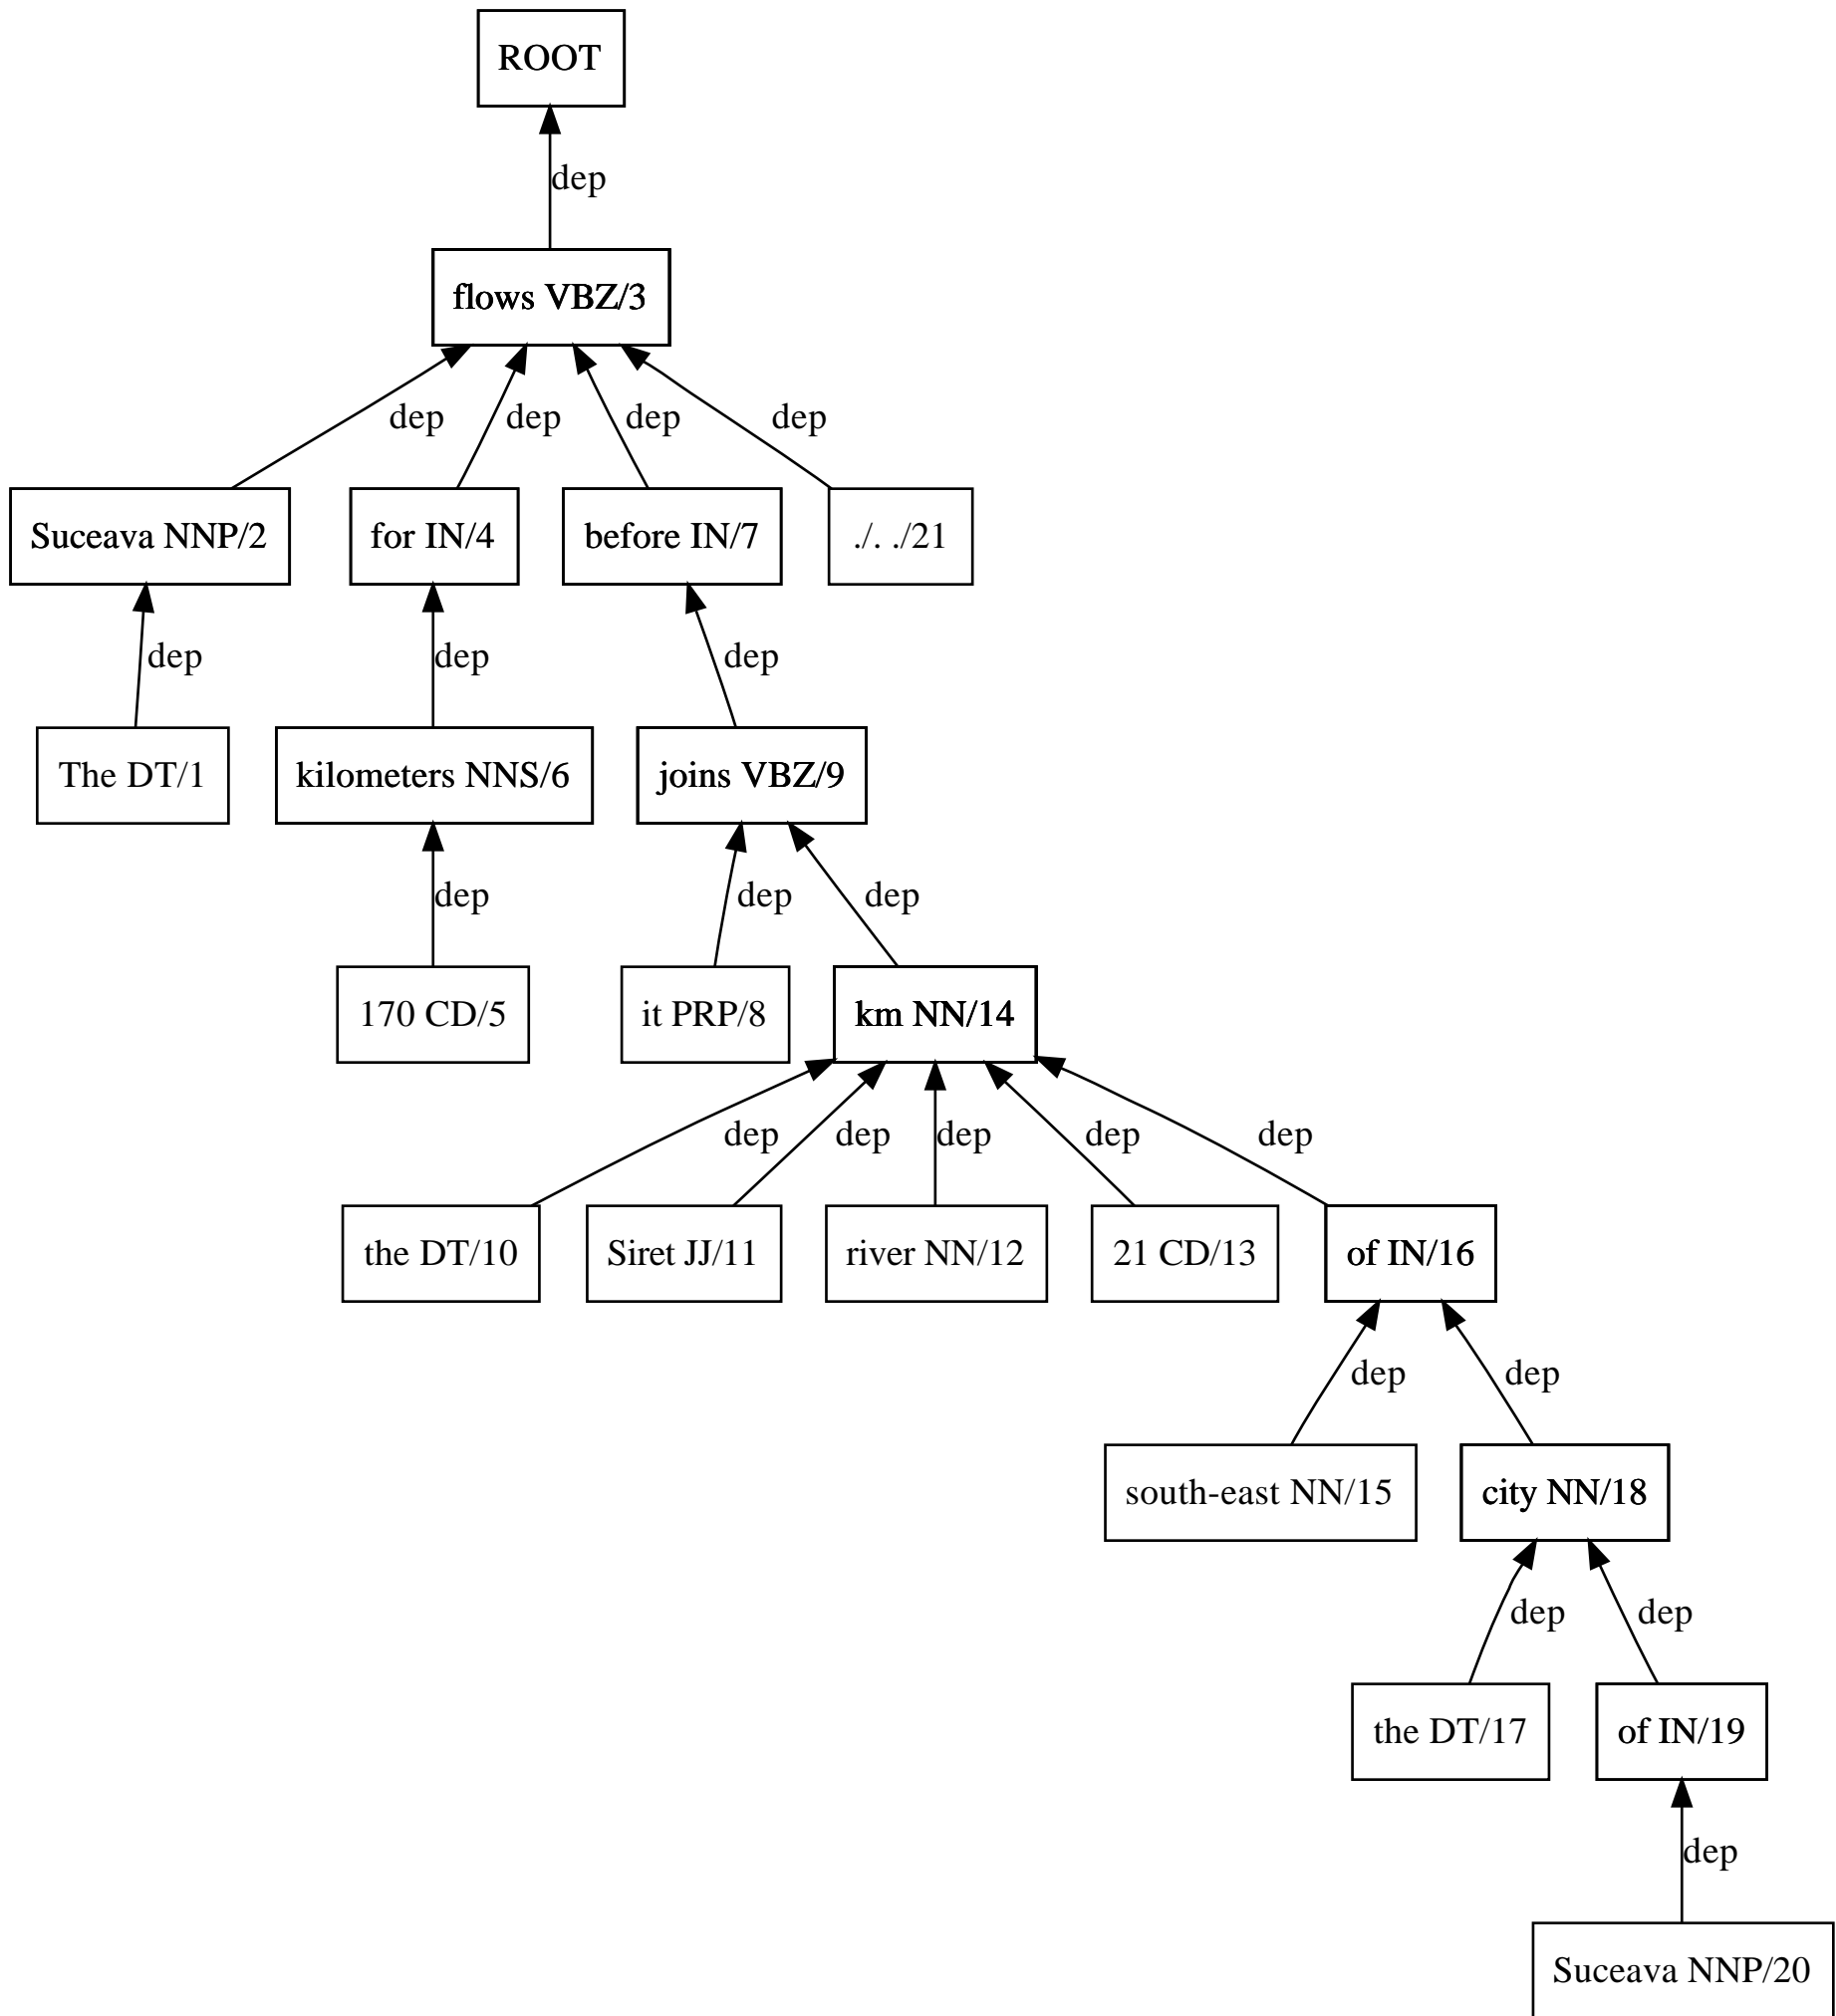 ROOT
dep
flows VBZ/3
dep dep dep dep
Suceava NNP/2 for IN/4 before IN/7 ./. ./21
dep dep dep
The DT/1 kilometers NNS/6 joins VBZ/9
dep dep dep
170 CD/5 it PRP/8 km NN/14
dep dep dep dep dep
the DT/10 Siret JJ/11 river NN/12 21 CD/13 of IN/16
dep dep
south-east NN/15 city NN/18
dep dep
the DT/17 of IN/19
dep
Suceava NNP/20